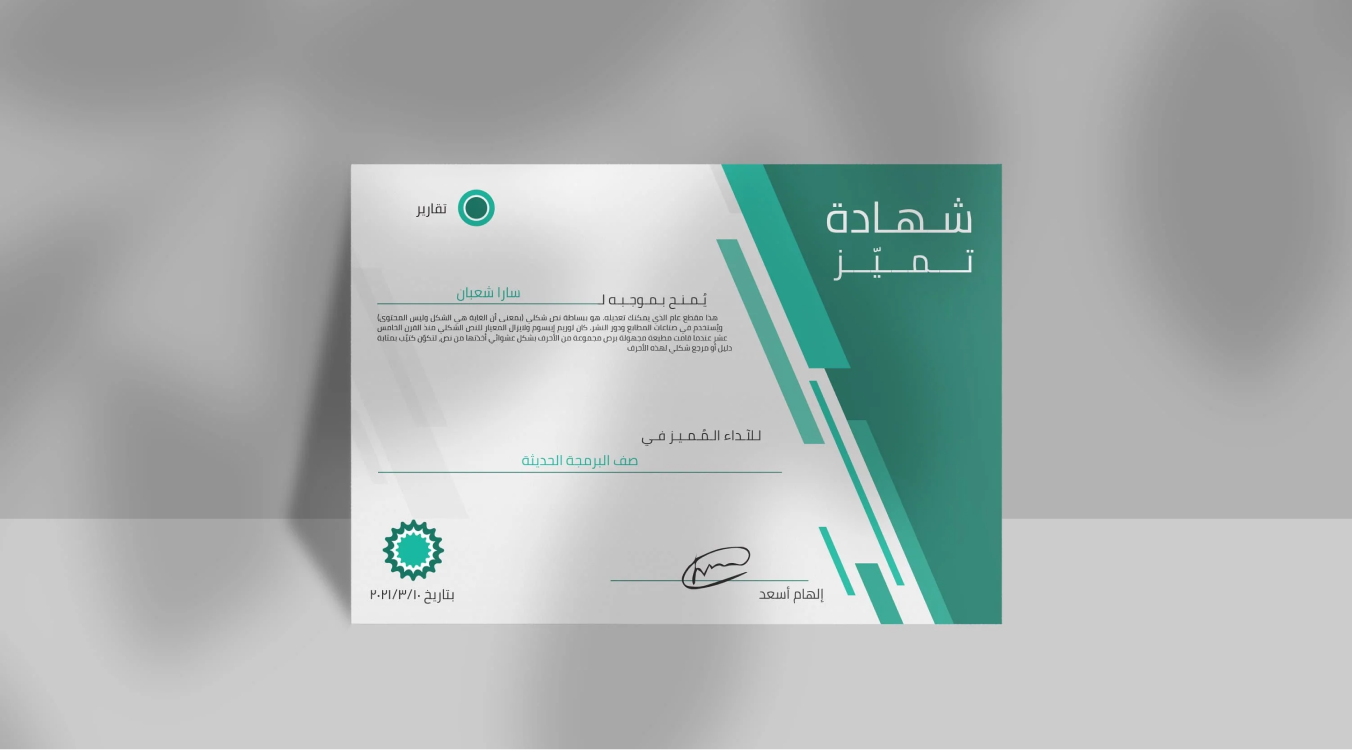 شهادة
تميّز
تقارير
يُمنح بموجبه لـ
سارا شعبان
هذا مقطع عام الذي يمكنك تعديله. هو ببساطة نص شكلي (بمعنى أن الغاية هي الشكل وليس المحتوى)
ويُستخدم في صناعات المطابع ودور النشر. كان لوريم إيبسوم ولايزال المعيار للنص الشكلي منذ القرن الخامس
عشر عندما قامت مطبعة مجهولة برص مجموعة من الأحرف بشكل عشوائي أخذتها من نص، لتكوّن كتيّب بمثابة
دليل أو مرجع شكلي لهذه الأحرف
للآداء المُميز في
صف البرمجة الحديثة
إلهام أسعد
بتاريخ ٢٠٢١/٣/١٠